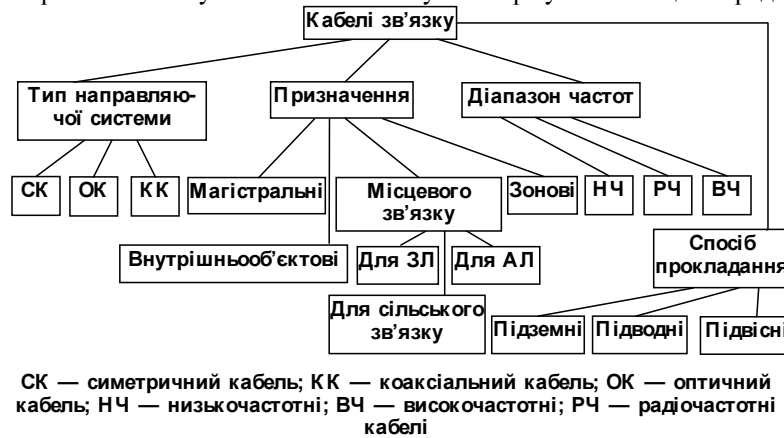 Кабелі зв’язку
Тип направляю-
чої системи
Призначення
Діапазон частот
СК
ОК
КК
Магістральні
Місцевого
зв’язку
Зонові
НЧ
РЧ
ВЧ
Внутрішньооб’єктові
Для ЗЛ
Для АЛ
Спосіб
прокладання
Для сільського
зв’язку
Підземні
Підводні
Підвісні
СК — симетричний кабель; КК — коаксіальний кабель; ОК — оптичний
кабель; НЧ — низькочастотні; ВЧ — високочастотні; РЧ — радіочастотні
кабелі